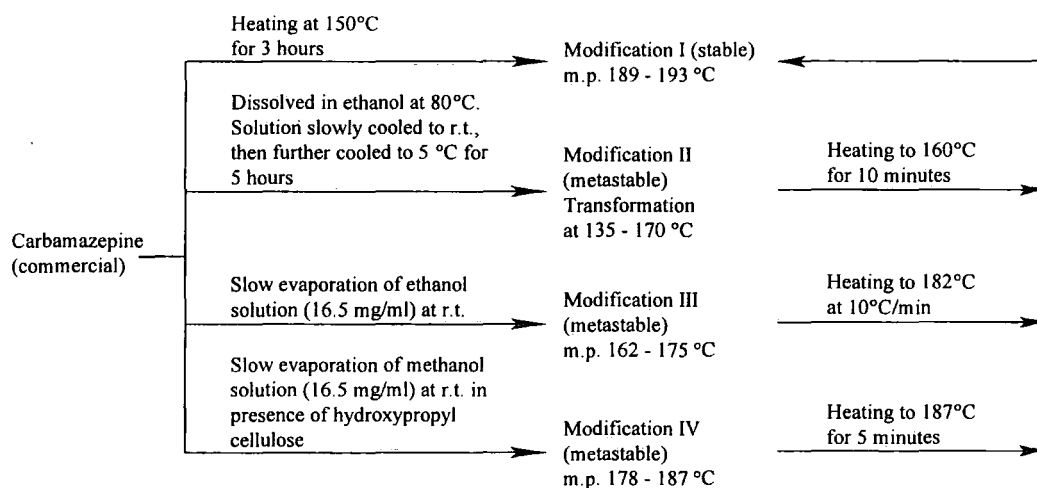 Heating at 150°C
for 3 hours
Modification I (stable)
m.p. 189 - 193 °C
Dissolved in ethanol at 80°C.
Solution slowly cooled to r.t.,
then further cooled to 5 °C for
5 hours
Modification II
(metastable)
Transformation
at 135 - 170 °C
Heating to 160°C
for 10 minutes
Carbamazepine
(commercial)
Slow evaporation of ethanol
solution (16.5 mg/ml) at r.t.
Modification III
(metastable)
m.p. 162 - 175 °C
Heating to 182°C
at 10°C/min
Slow evaporation of methanol
solution (16.5 mg/ml) at r.t. in
presence of hydroxypropyl
cellulose
Modification IV
(metastable)
m.p. 178 - 187 °C
Heating to 187°C
for 5 minutes